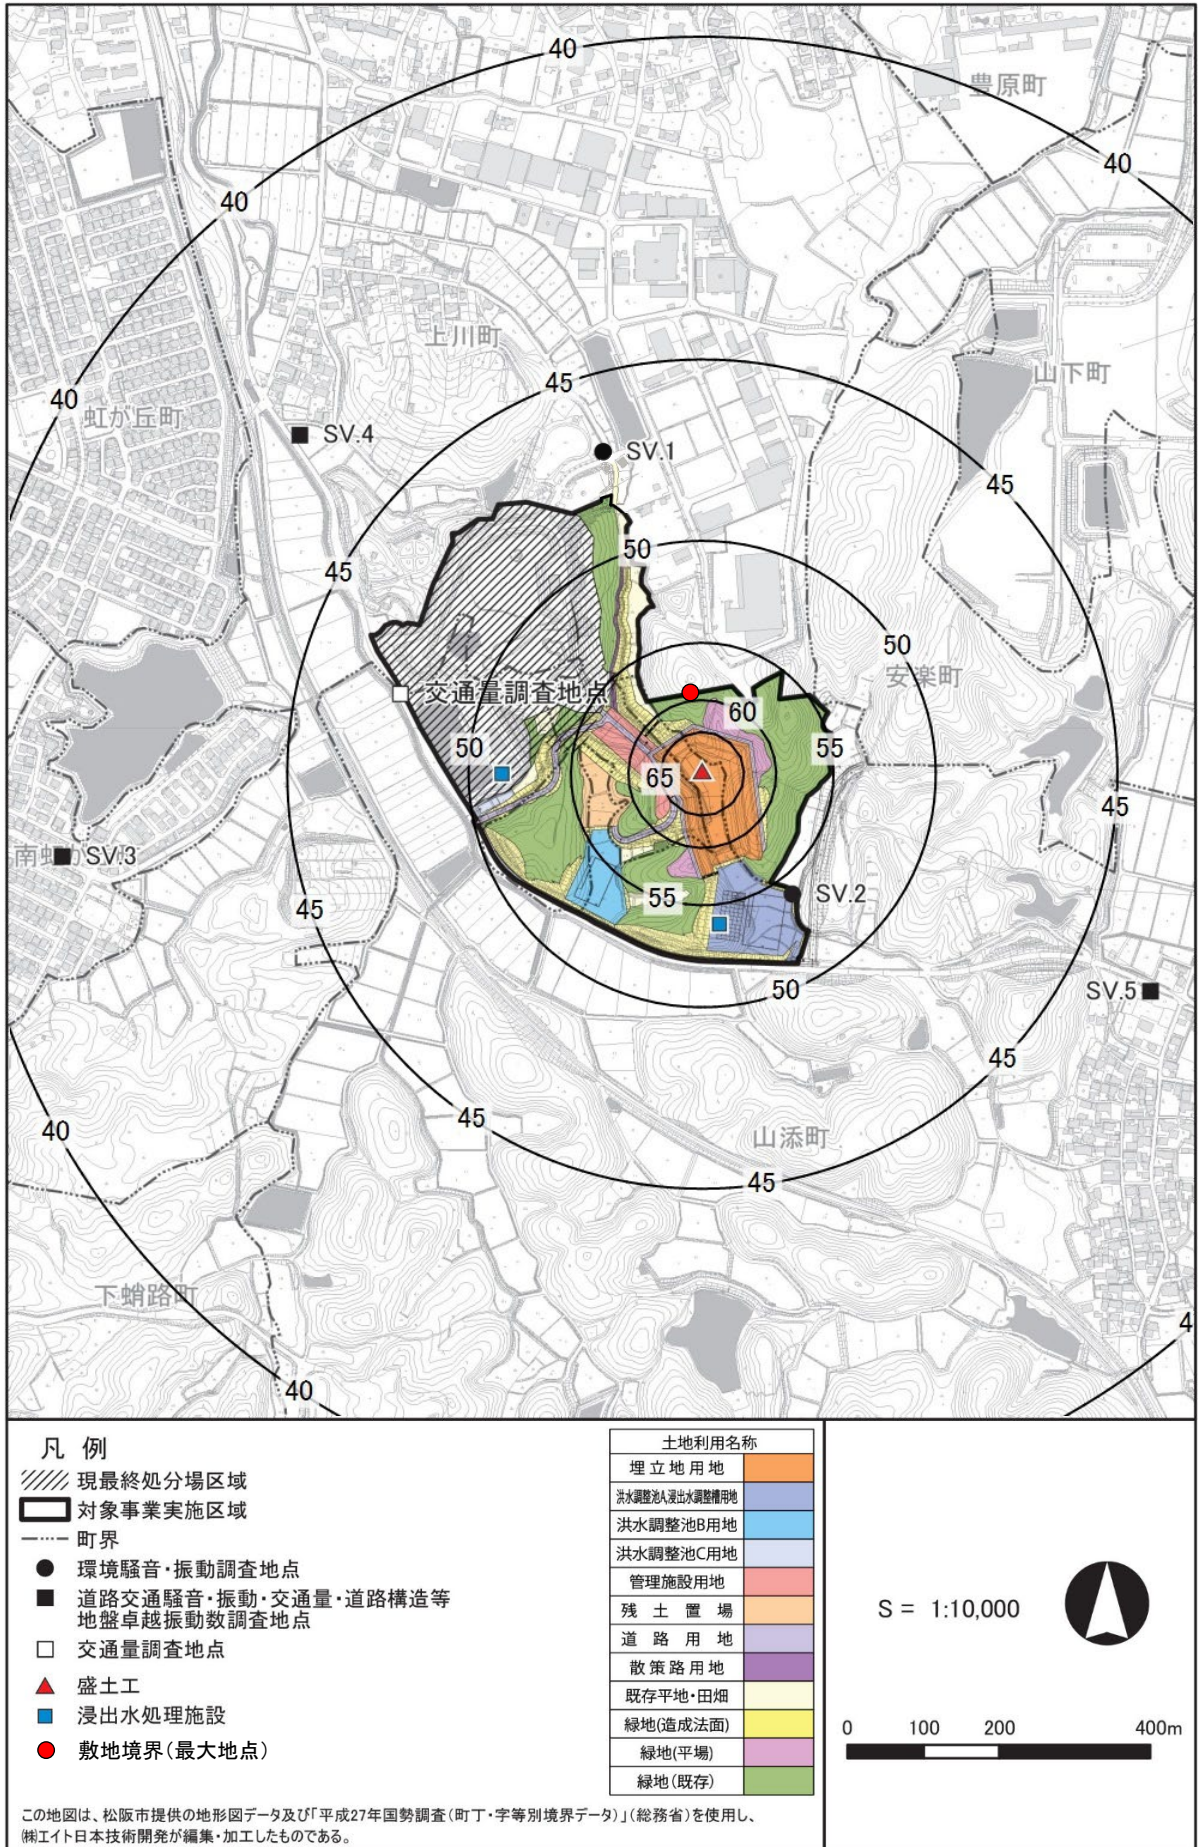 40
豊原町
40
40
上川町
45
山下町
40
虹が丘町
SV.4
SV.1
45
50
45
50
安楽町
交通量調査地点
60
50
55
65
45
SV.3
55
SV.2
45
50
SV.5
45
45
40
山添町
45
下蛸路町
40
凡 例
現最終処分場区域
対象事業実施区域
町界
環境騒音・振動調査地点
道路交通騒音・振動・交通量・道路構造等
地盤卓越振動数調査地点
交通量調査地点
盛土工
浸出水処理施設
敷地境界(最大地点)
土地利用名称
埋立地用地
洪水調整池A,浸出水調整槽用地
洪水調整池B用地
洪水調整池C用地
管理施設用地
残土置場
道路用地
散策路用地
既存平地・田畑
緑地(造成法面)
緑地(平場)
緑地(既存)
S = 1:10,000
0 100 200 400m
この地図は、松阪市提供の地形図データ及び「平成27年国勢調査(町丁・字等別境界データ)」(総務省)を使用し、
㈱エイト日本技術開発が編集・加工したものである。